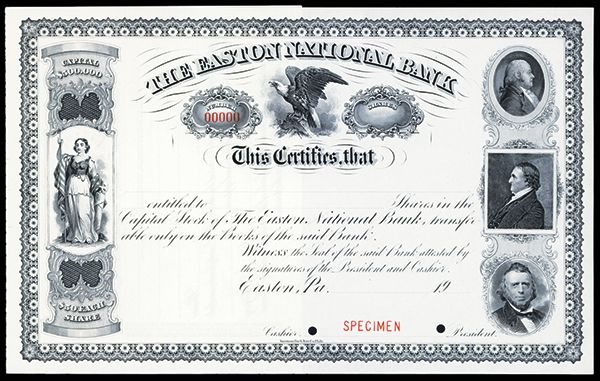 CAPITAL
$500,000
THE EASTON NATIONAL BANK
NUMBER
00000
SHARES
This Certifies, that
entitled to Shares in the
Capital Stock of The Easton National Bank, transfer
able only on the Books of the said Bank.
Witness the Seal of the said Bank attested by
the signatures of the President and Cashier.
Easton, Pa. 19
$50 EACH
SHARE
Cashier. SPECIMEN President.